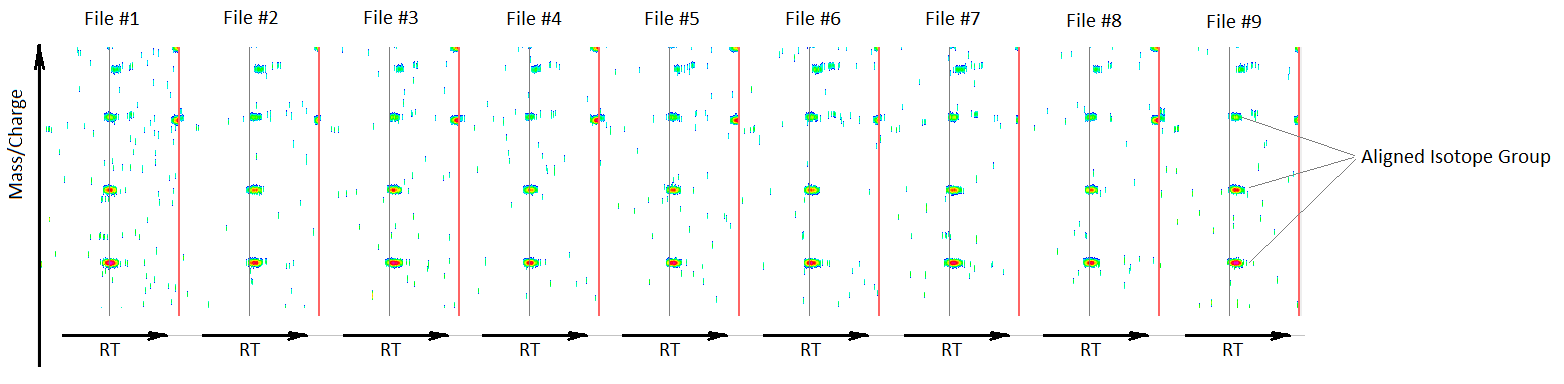 File #1
File #2
File #3
File #4
File #5
File #6
File #7
File #8
File #9
Mass/Charge
Aligned Isotope Group
RT
RT
RT
RT
RT
RT
RT
RT
RT